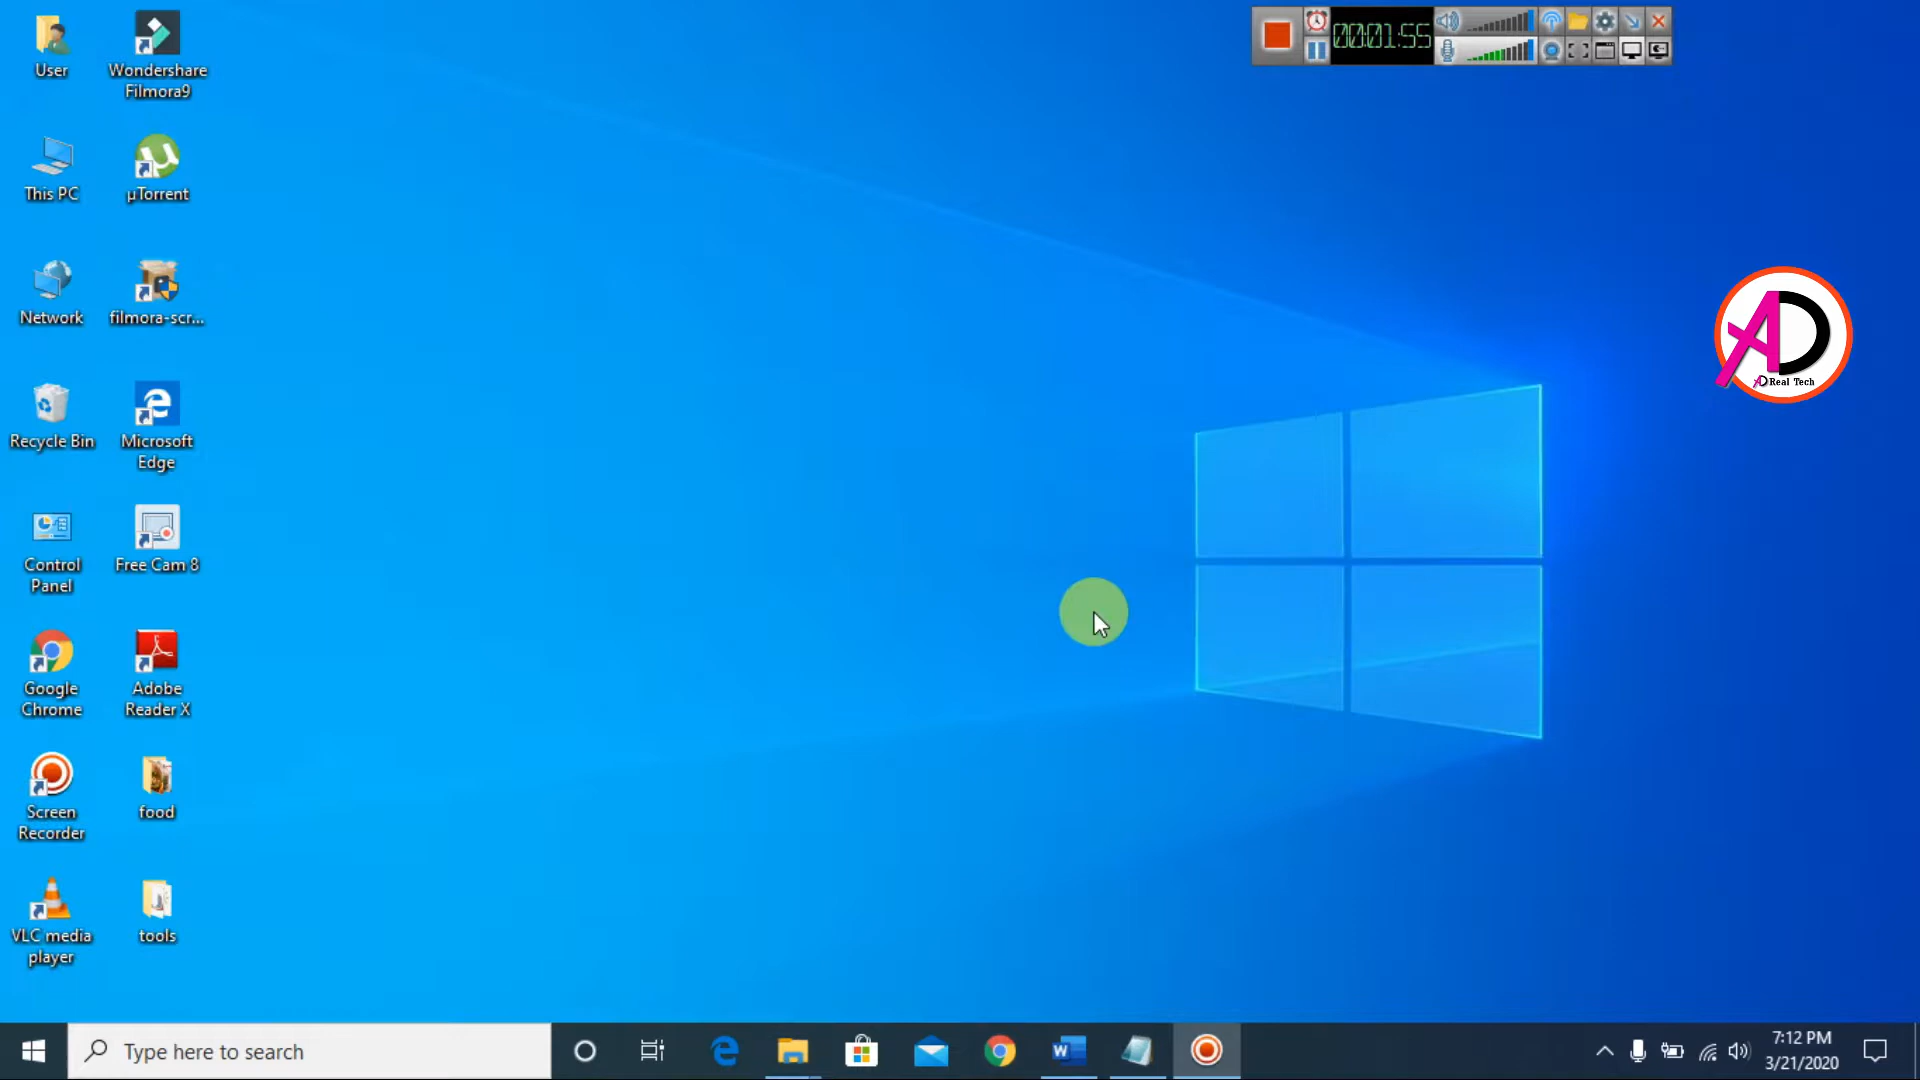 User
Wondershare
Filmora9
This PC
µTorrent
Network
filmora-scr...
Recycle Bin
Microsoft
Edge
Control
Panel
Free Cam 8
Google
Chrome
Adobe
Reader X
Screen
Recorder
food
VLC media
player
tools
00:01:55
AD
AD Real Tech
Type here to search
7:12 PM
3/21/2020